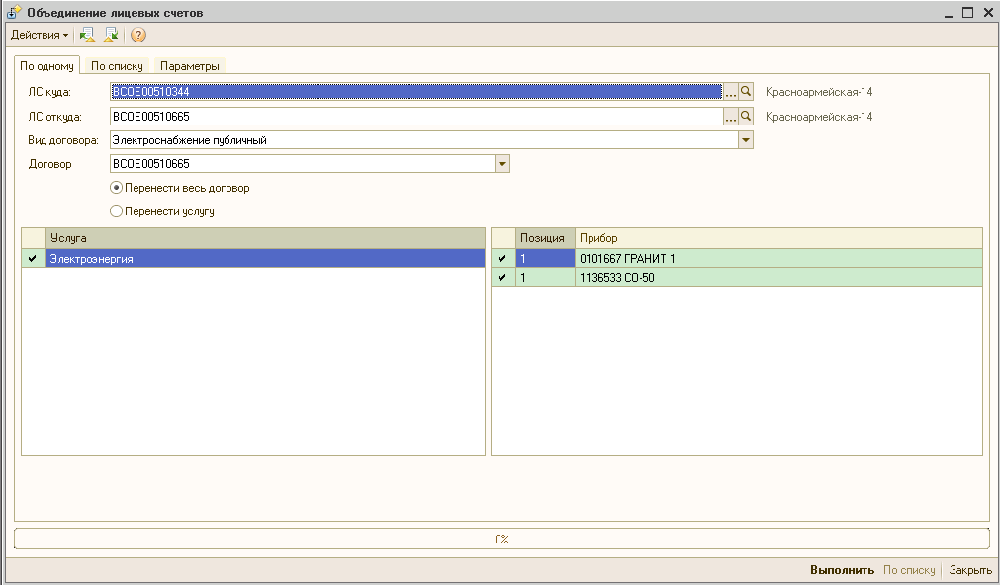 Объединение лицевых счетов
Действия
По одному По списку Параметры
ЛС куда: ВСОЕ00510344 ... Красноармейская-14
ЛС откуда: ВСОЕ00510665 ... Красноармейская-14
Вид договора: Электроснабжение публичный
Договор ВСОЕ00510665
Перенести весь договор
Перенести услугу
Услуга Позиция Прибор
Электроэнергия 1 0101667 ГРАНИТ 1
1 1136533 СО-50
0%
Выполнить По списку Закрыть